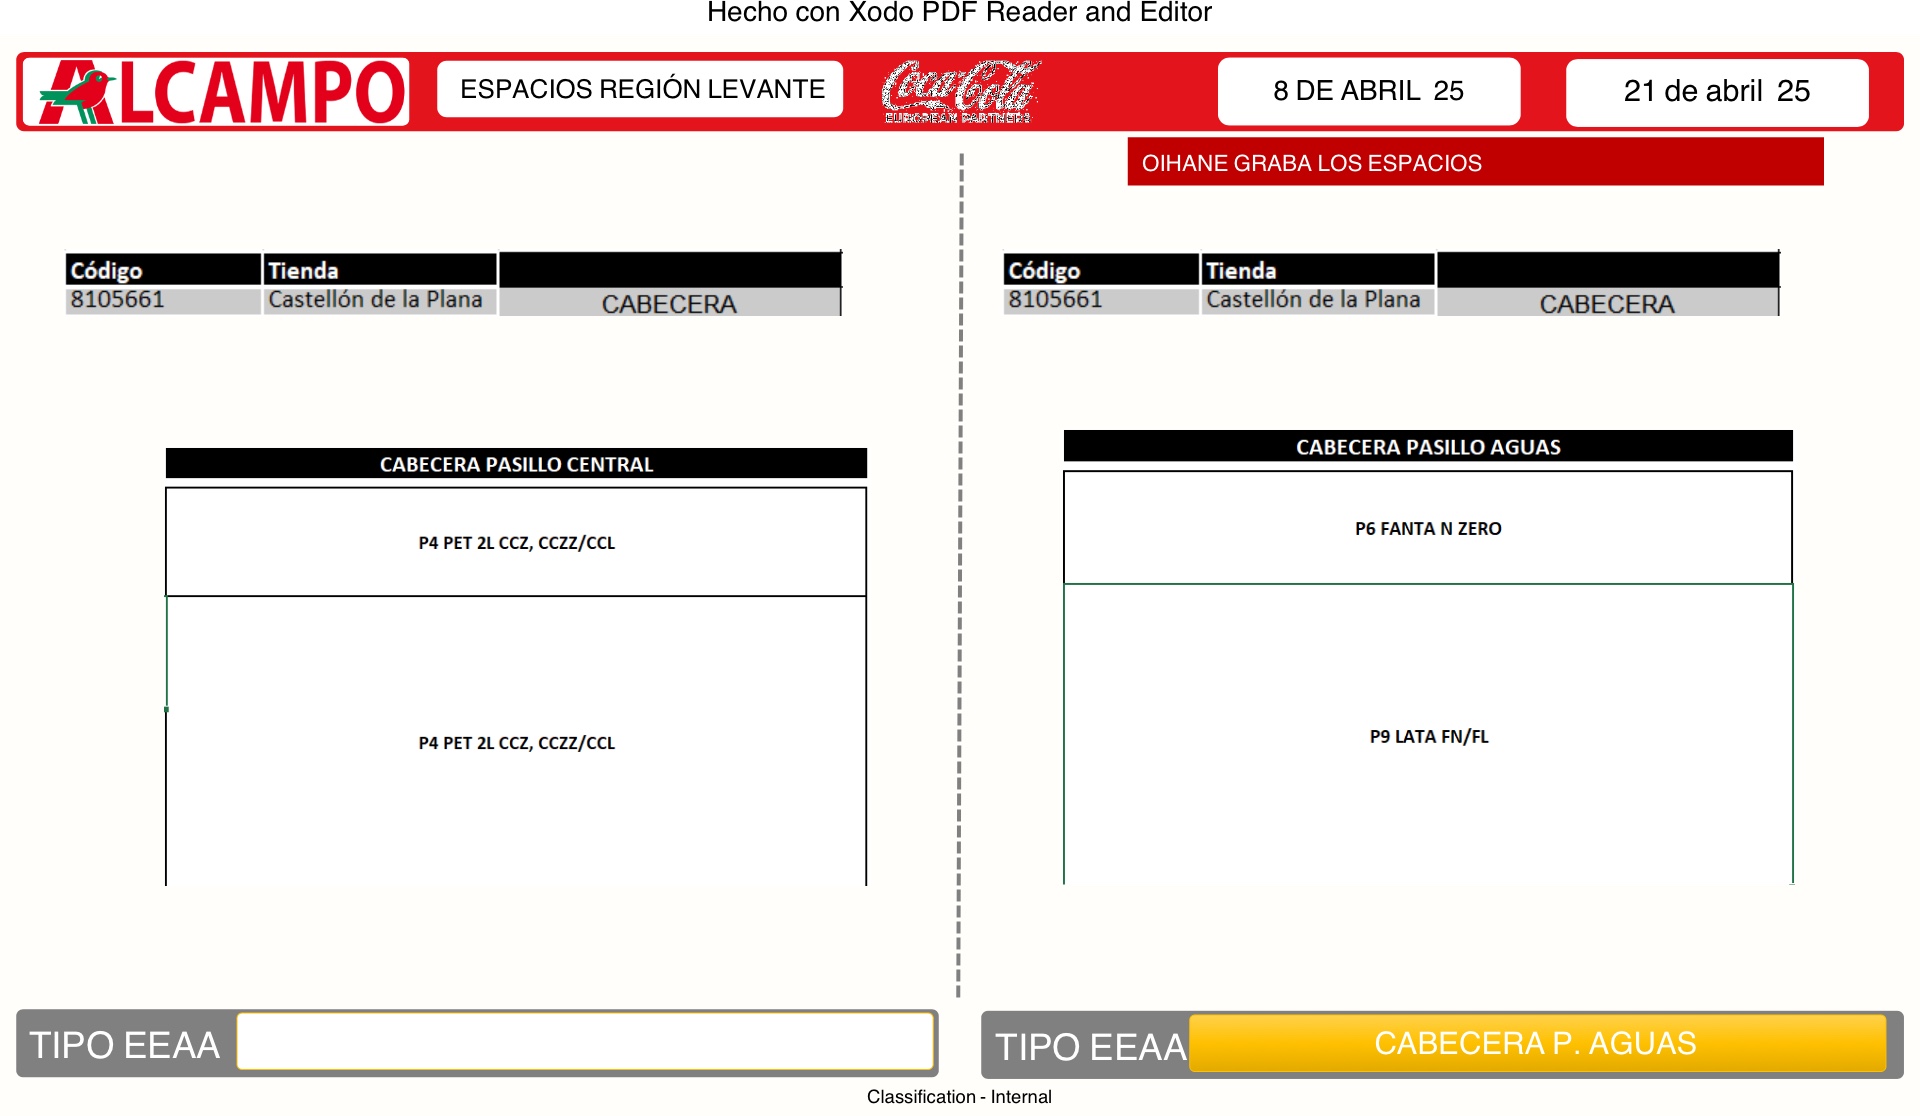 Hecho con Xodo PDF Reader and Editor
ALCAMPO
ESPACIOS REGIÓN LEVANTE
Coca-Cola
EUROPEAN PARTNERS
8 DE ABRIL 25
21 de abril 25
OIHANE GRABA LOS ESPACIOS
Código Tienda
8105661 Castellón de la Plana CABECERA
CABECERA PASILLO CENTRAL
P4 PET 2L CCZ, CCZZ/CCL
P4 PET 2L CCZ, CCZZ/CCL
TIPO EEAA
Código Tienda
8105661 Castellón de la Plana CABECERA
CABECERA PASILLO AGUAS
P6 FANTA N ZERO
P9 LATA FN/FL
TIPO EEAA CABECERA P. AGUAS
Classification - Internal